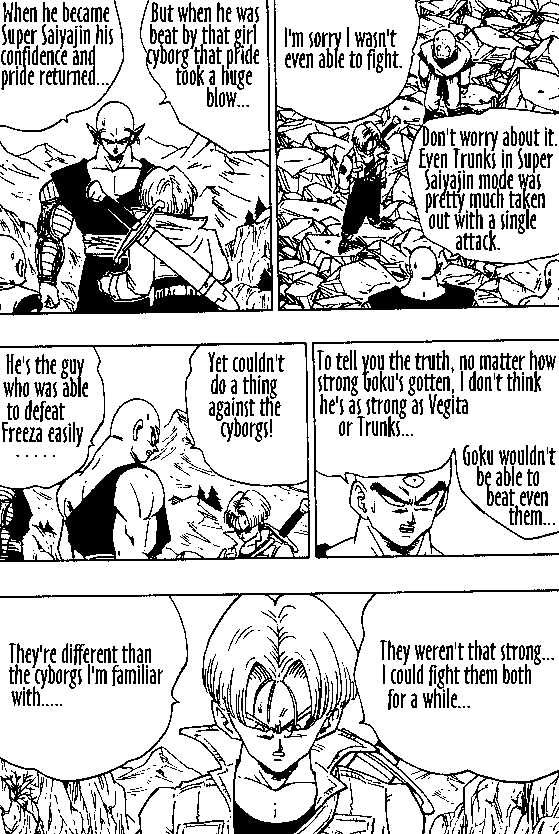 When he became
Super Saiyajin his
confidence and
pride returned...
But when he was
beat by that girl
cyborg that pride
took a huge
blow...
I'm sorry I wasn't
even able to fight.
Don't worry about it.
Even Trunks in Super
Saiyajin mode was
pretty much taken
out with a single
attack.
He's the guy
who was able
to defeat
Freeza easily
.....
Yet couldn't
do a thing
against the
cyborgs!
To tell you the truth, no matter how
strong Goku's gotten, I don't think
he's as strong as Vegita
or Trunks...
Goku wouldn't
be able to
beat even
them...
They're different than
the cyborgs I'm familiar
with.....
They weren't that strong...
I could fight them both
for a while...